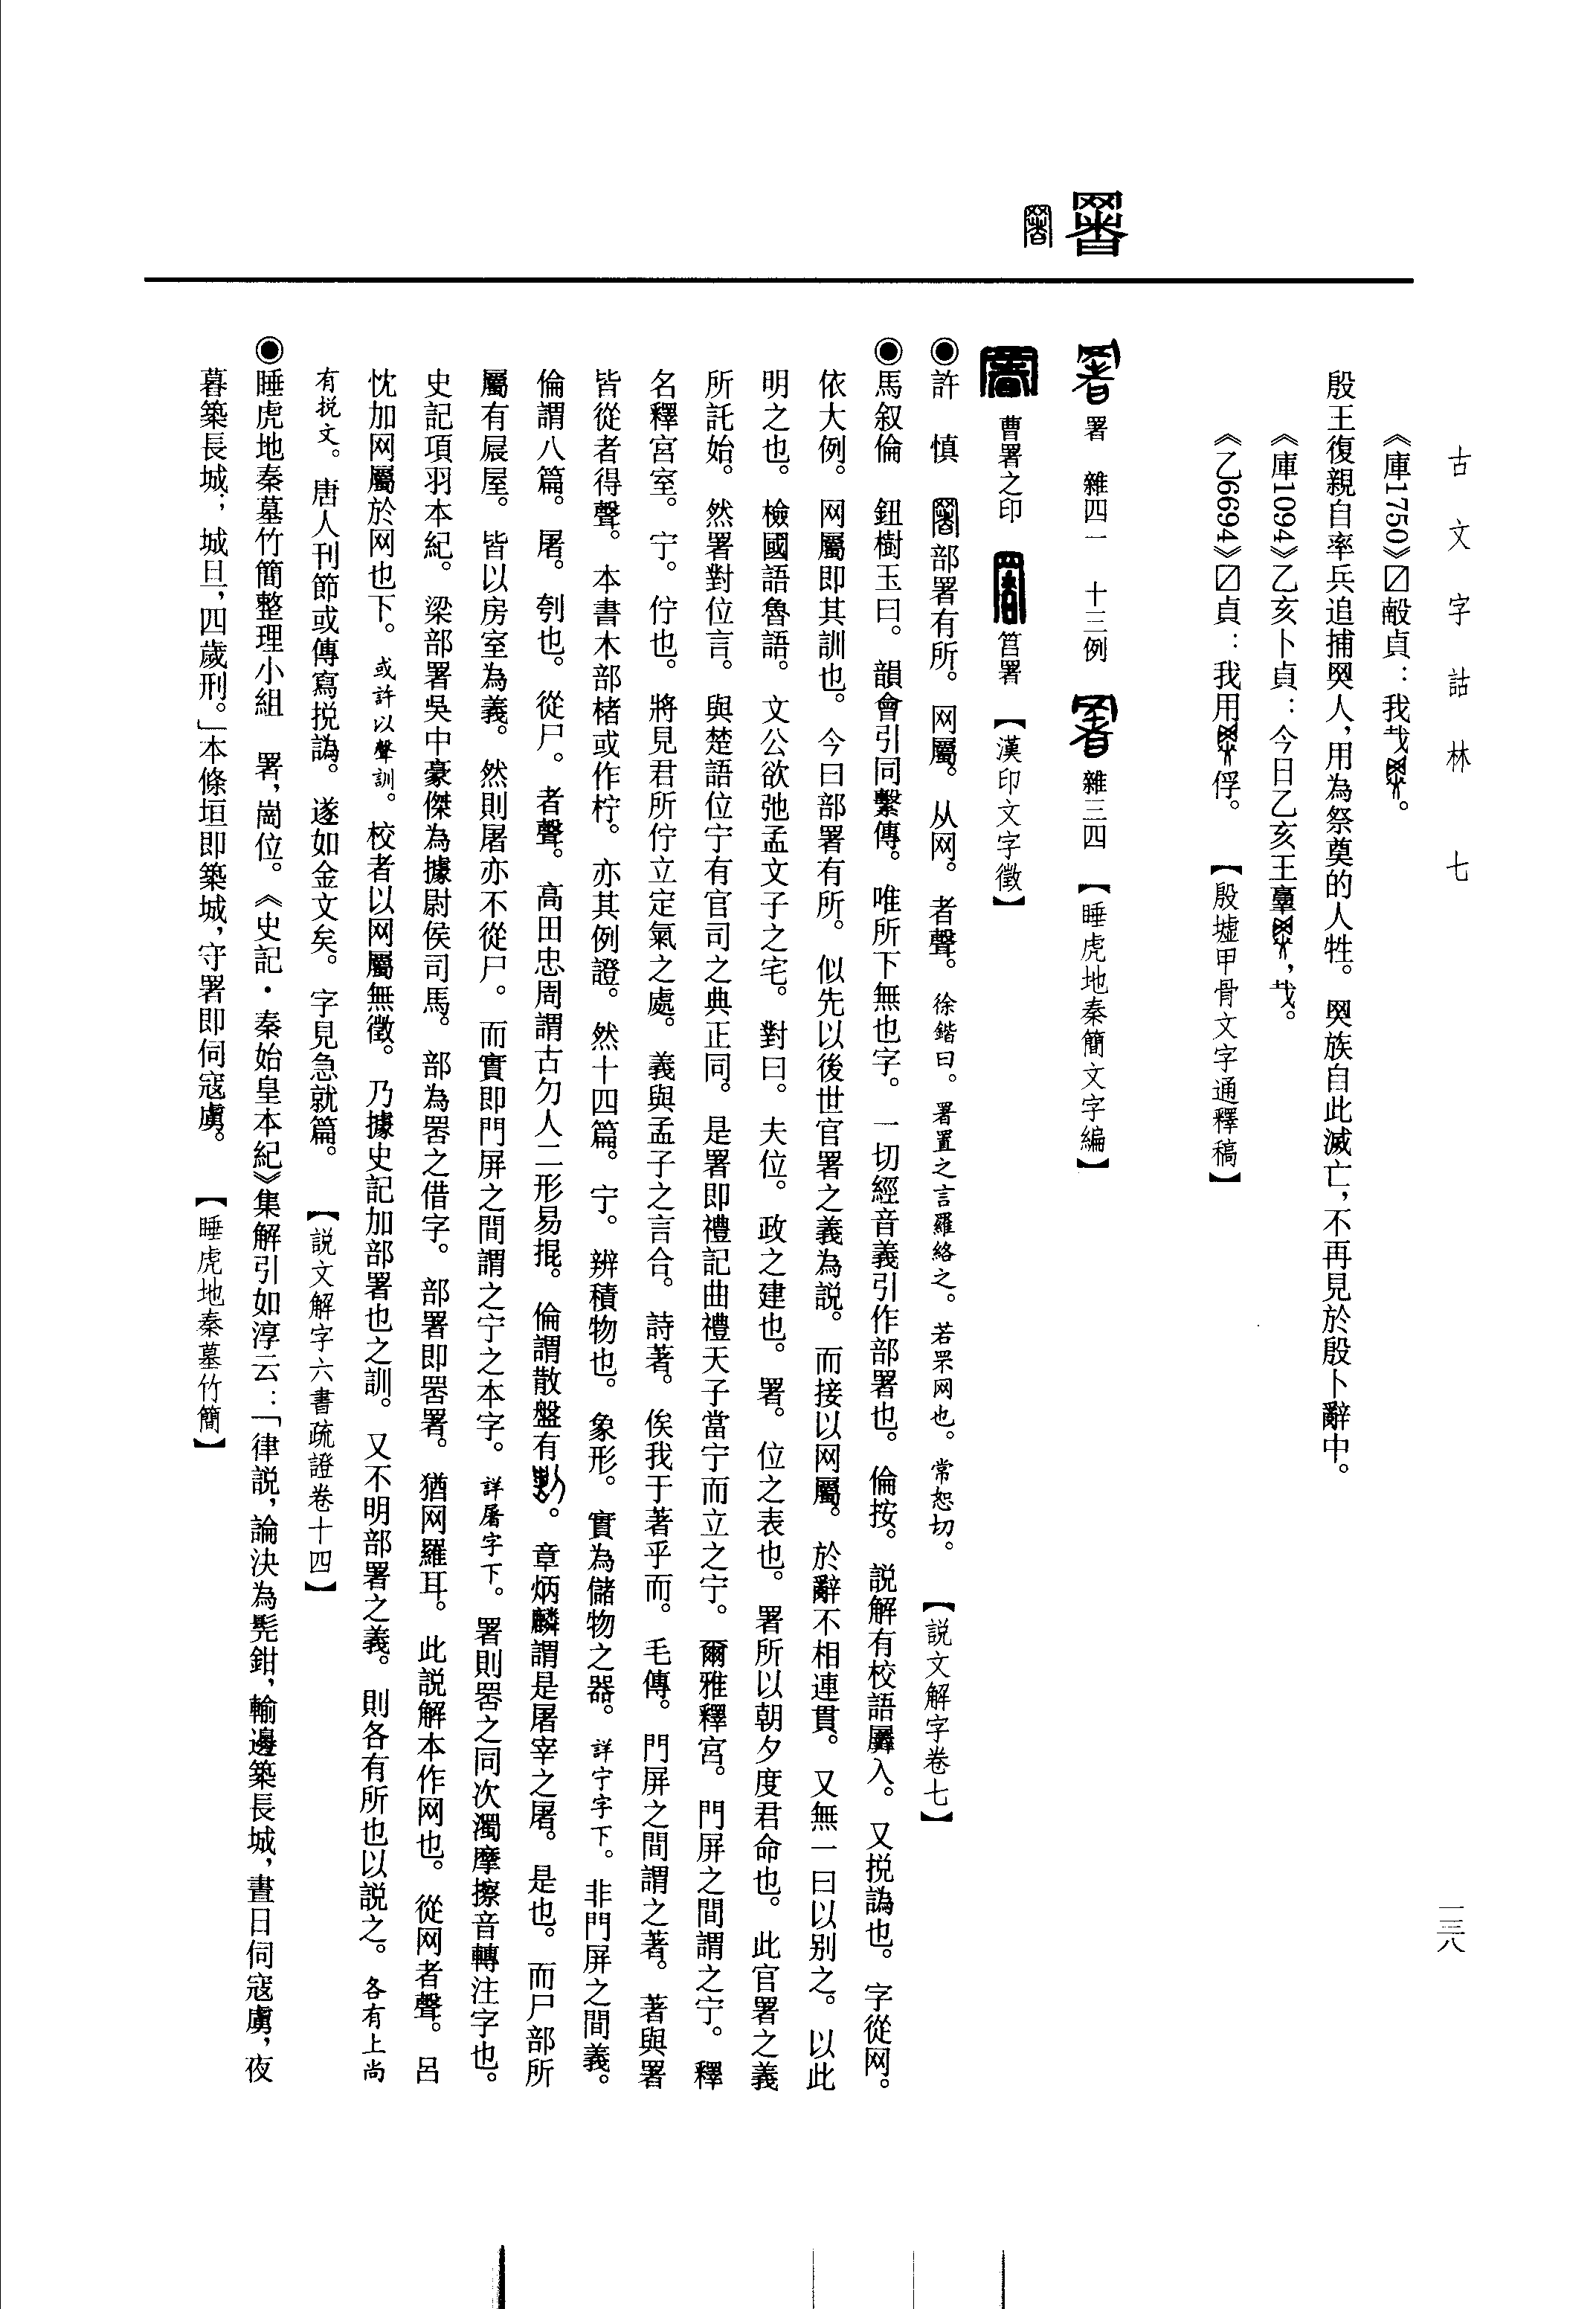 古文字詁林　七
一三八
《庫1750》☑㱿貞：我𢦏。
殷王復親自率兵追捕人，用為祭奠的人牲。族自此滅亡，不再見於殷卜辭中。
《庫1094》乙亥卜貞：今日乙亥王𦎫，𢦏。
《乙6694》☑貞：我用俘。【殷墟甲骨文字通釋稿】
署
署　雜四一　十三例　雜三四　【睡虎地秦簡文字編】
曹署之印　莒署　【漢印文字徵】
◉許　慎　部署有所。网屬。从网。者聲。徐鍇曰。署置之言羅絡之。若罘网也。常恕切。【説文解字卷七】
◉馬叙倫　鈕樹玉曰。韻會引同繫傳。唯所下無也字。一切經音義引作部署也。倫按。説解有校語羼入。又挩譌也。字從网。
依大例。网屬即其訓也。今曰部署有所。似先以後世官署之義為説。而接以网屬。於辭不相連貫。又無一曰以别之。以此
明之也。檢國語魯語。文公欲弛孟文子之宅。對曰。夫位。政之建也。署。位之表也。署所以朝夕度君命也。此官署之義
所託始。然署對位言。與楚語位宁有官司之典正同。是署即禮記曲禮天子當宁而立之宁。爾雅釋宮。門屏之間謂之宁。釋
名釋宮室。宁。佇也。將見君所佇立定氣之處。義與孟子之言合。詩著。俟我于著乎而。毛傳。門屏之間謂之著。著與署
皆從者得聲。本書木部楮或作柠。亦其例證。然十四篇。宁。辨積物也。象形。實為儲物之器。詳宁字下。非門屏之間義。
倫謂八篇。屠。刳也。從尸。者聲。高田忠周謂古勹人二形易掍。倫謂散盤有。章炳麟謂是屠宰之屠。是也。而尸部所
屬有屒屋。皆以房室為義。然則屠亦不從尸。而實即門屏之間謂之宁之本字。詳屠字下。署則罟之同次濁摩擦音轉注字也。
史記項羽本紀。梁部署吳中豪傑為據尉侯司馬。部為罟之借字。部署即罟署。猶网羅耳。此説解本作网也。從网者聲。呂
忱加网屬於网也下。或許以聲訓。校者以网屬無徵。乃據史記加部署也之訓。又不明部署之義。則各有所也以説之。各有上尚
有挩文。唐人刊節或傳寫挩譌。遂如金文矣。字見急就篇。【説文解字六書疏證卷十四】
◉睡虎地秦墓竹簡整理小組　署，崗位。《史記·秦始皇本紀》集解引如淳云：「律説，論決為髡鉗，輸邊築長城，晝日伺寇虜，夜
暮築長城；城旦，四歲刑。」本條垣即築城，守署即伺寇虜。【睡虎地秦墓竹簡】